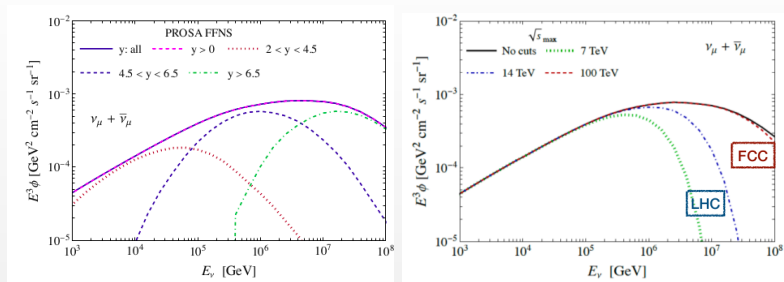 PROSA FFNS
y: all
y > 0
2 < y < 4.5
4.5 < y < 6.5
y > 6.5
ν_μ + ν̄_μ
E³ϕ [GeV² cm⁻² s⁻¹ sr⁻¹]
10⁻²
10⁻³
10⁻⁴
10⁻⁵
10³ 10⁴ 10⁵ 10⁶ 10⁷ 10⁸
E_ν [GeV]
√s max
No cuts
7 TeV
14 TeV
100 TeV
ν_μ + ν̄_μ
FCC
LHC
E³ϕ [GeV² cm⁻² s⁻¹ sr⁻¹]
10⁻²
10⁻³
10⁻⁴
10⁻⁵
10³ 10⁴ 10⁵ 10⁶ 10⁷ 10⁸
E_ν [GeV]